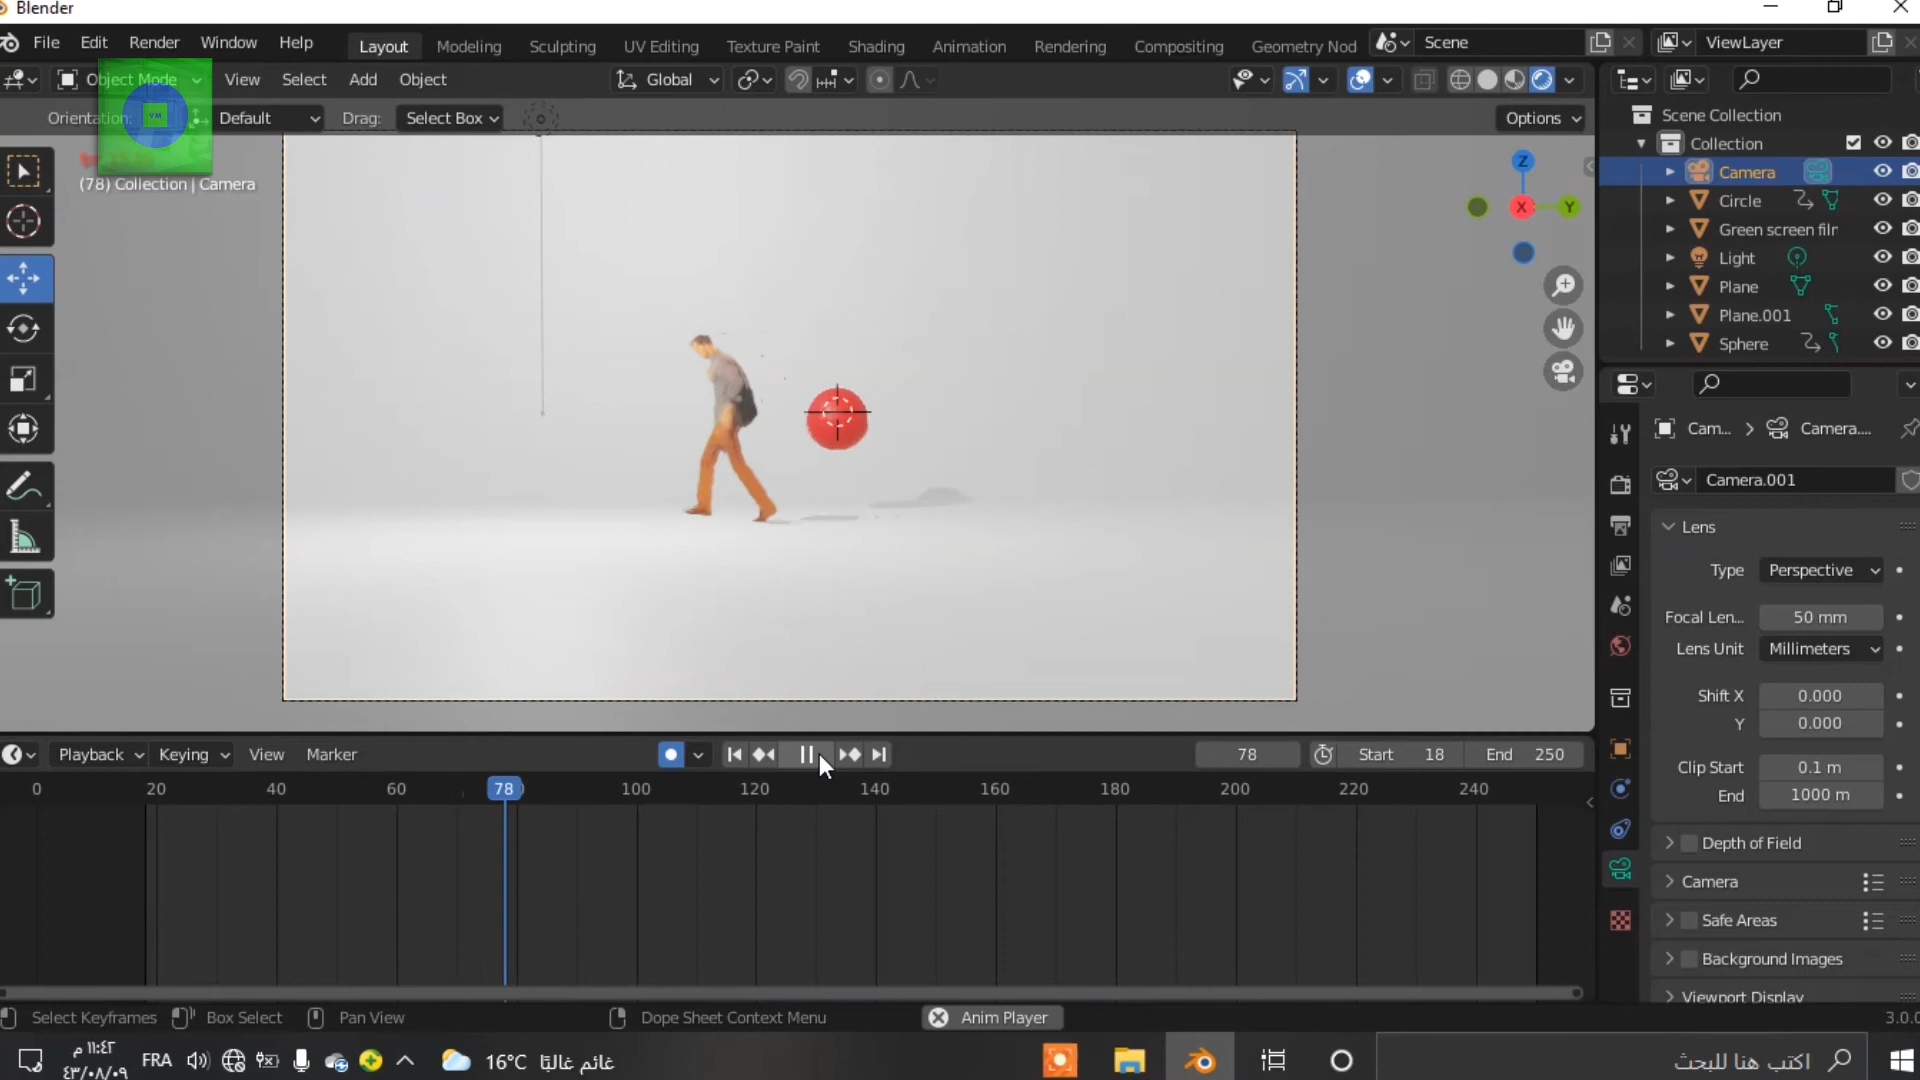 Blender
File Edit Render Window Help Layout Modeling Sculpting UV Editing Texture Paint Shading Animation Rendering Compositing Geometry Nod Scene ViewLayer
Object Mode View Select Add Object Global
Orientation: Default Drag: Select Box Options
VM
(78) Collection | Camera
Z
X
Y
Scene Collection
Collection
Camera
Circle
Green screen film
Light
Plane
Plane.001
Sphere
Cam... > Camera....
Camera.001
Lens
Type Perspective
Focal Len... 50 mm
Lens Unit Millimeters
Shift X 0.000
Y 0.000
Clip Start 0.1 m
End 1000 m
Depth of Field
Camera
Safe Areas
Background Images
Viewport Display
Playback Keying View Marker 78 Start 18 End 250
0 20 40 60 78 100 120 140 160 180 200 220 240
Select Keyframes Box Select Pan View Dope Sheet Context Menu Anim Player 3.0.
١١:٤٢ م
٤٣/٠٨/٠٩
FRA
16°C غائم غالبًا
اكتب هنا للبحث